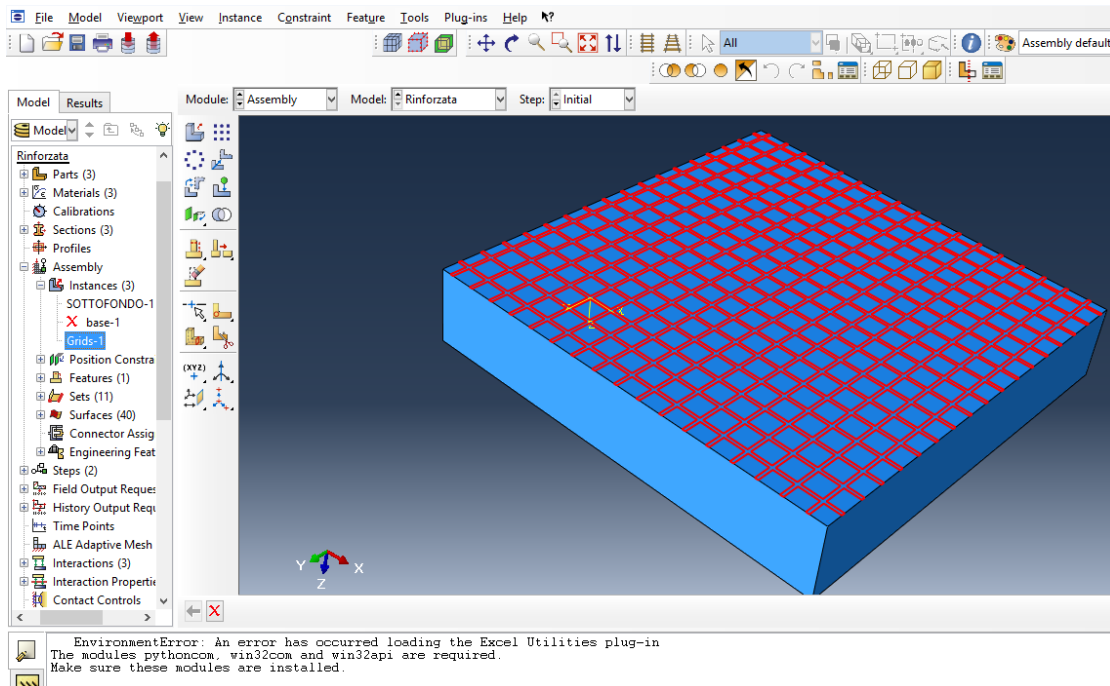 File Model Viewport View Instance Constraint Feature Tools Plug-ins Help
All
Assembly default
Model Results
Module: Assembly Model: Rinforzata Step: Initial
Model
Rinforzata
Parts (3)
Materials (3)
Calibrations
Sections (3)
Profiles
Assembly
Instances (3)
SOTTOFONDO-1
base-1
Grids-1
Position Constra
Features (1)
Sets (11)
Surfaces (40)
Connector Assig
Engineering Feat
Steps (2)
Field Output Reques
History Output Requ
Time Points
ALE Adaptive Mesh
Interactions (3)
Interaction Propertie
Contact Controls
(XYZ)
X
Z
Y
X
Z
EnvironmentError: An error has occurred loading the Excel Utilities plug-in
The modules pythoncom, win32com and win32api are required.
Make sure these modules are installed.